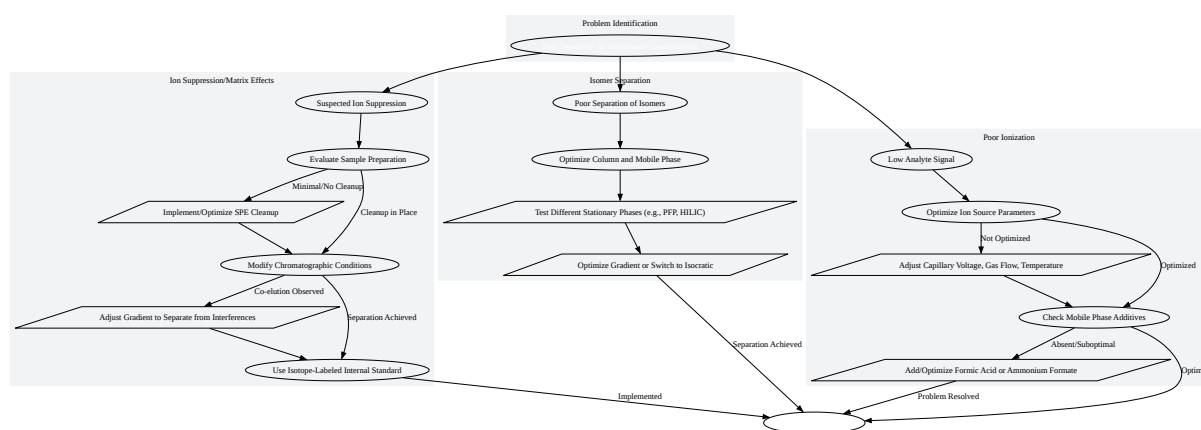 Problem Identification
Ion Suppression/Matrix Effects
Isomer Separation
Suspected Ion Suppression
Poor Separation of Isomers
Poor Ionization
Evaluate Sample Preparation
Optimize Column and Mobile Phase
Low Analyte Signal
Minimal/No Cleanup
Implement/Optimize SPE Cleanup
Cleanup in Place
Test Different Stationary Phases (e.g., PFP, HILIC)
Optimize Ion Source Parameters
Not Optimized
Optimized
Modify Chromatographic Conditions
Optimize Gradient or Switch to Isocratic
Adjust Capillary Voltage, Gas Flow, Temperature
Co-elution Observed
Adjust Gradient to Separate from Interferences
Separation Achieved
Check Mobile Phase Additives
Separation Achieved
Absent/Suboptimal
Use Isotope-Labeled Internal Standard
Add/Optimize Formic Acid or Ammonium Formate
Optim
Implemented
Problem Resolved